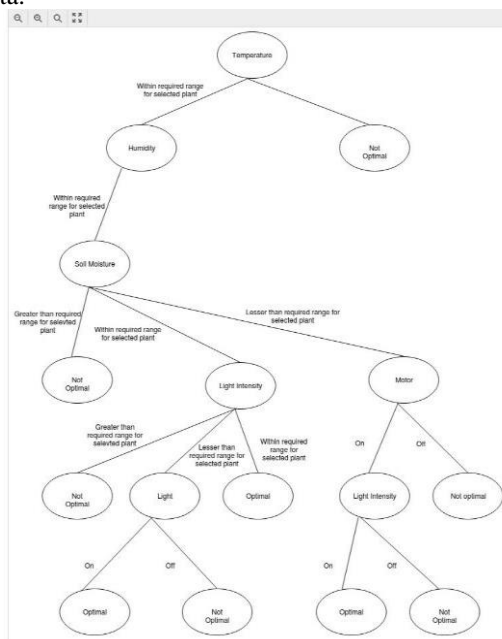 Temperature
Within required range
for selected plant
Humidity
Not
Optimal
Within required
range for selected
plant
Soil Moisture
Greater than required
range for selevted
plant
Within required range
for selected plant
Lesser than required range for
selected plant
Not
Optimal
Light Intensity
Motor
Greater than
required range for
selevted plant
Lesser than
required range for
selected plant
Within required
range for
selected plant
On
Off
Not
Optimal
Light
Optimal
Light Intensity
Not optimal
On
Off
On
Off
Optimal
Not
Optimal
Optimal
Not
Optimal